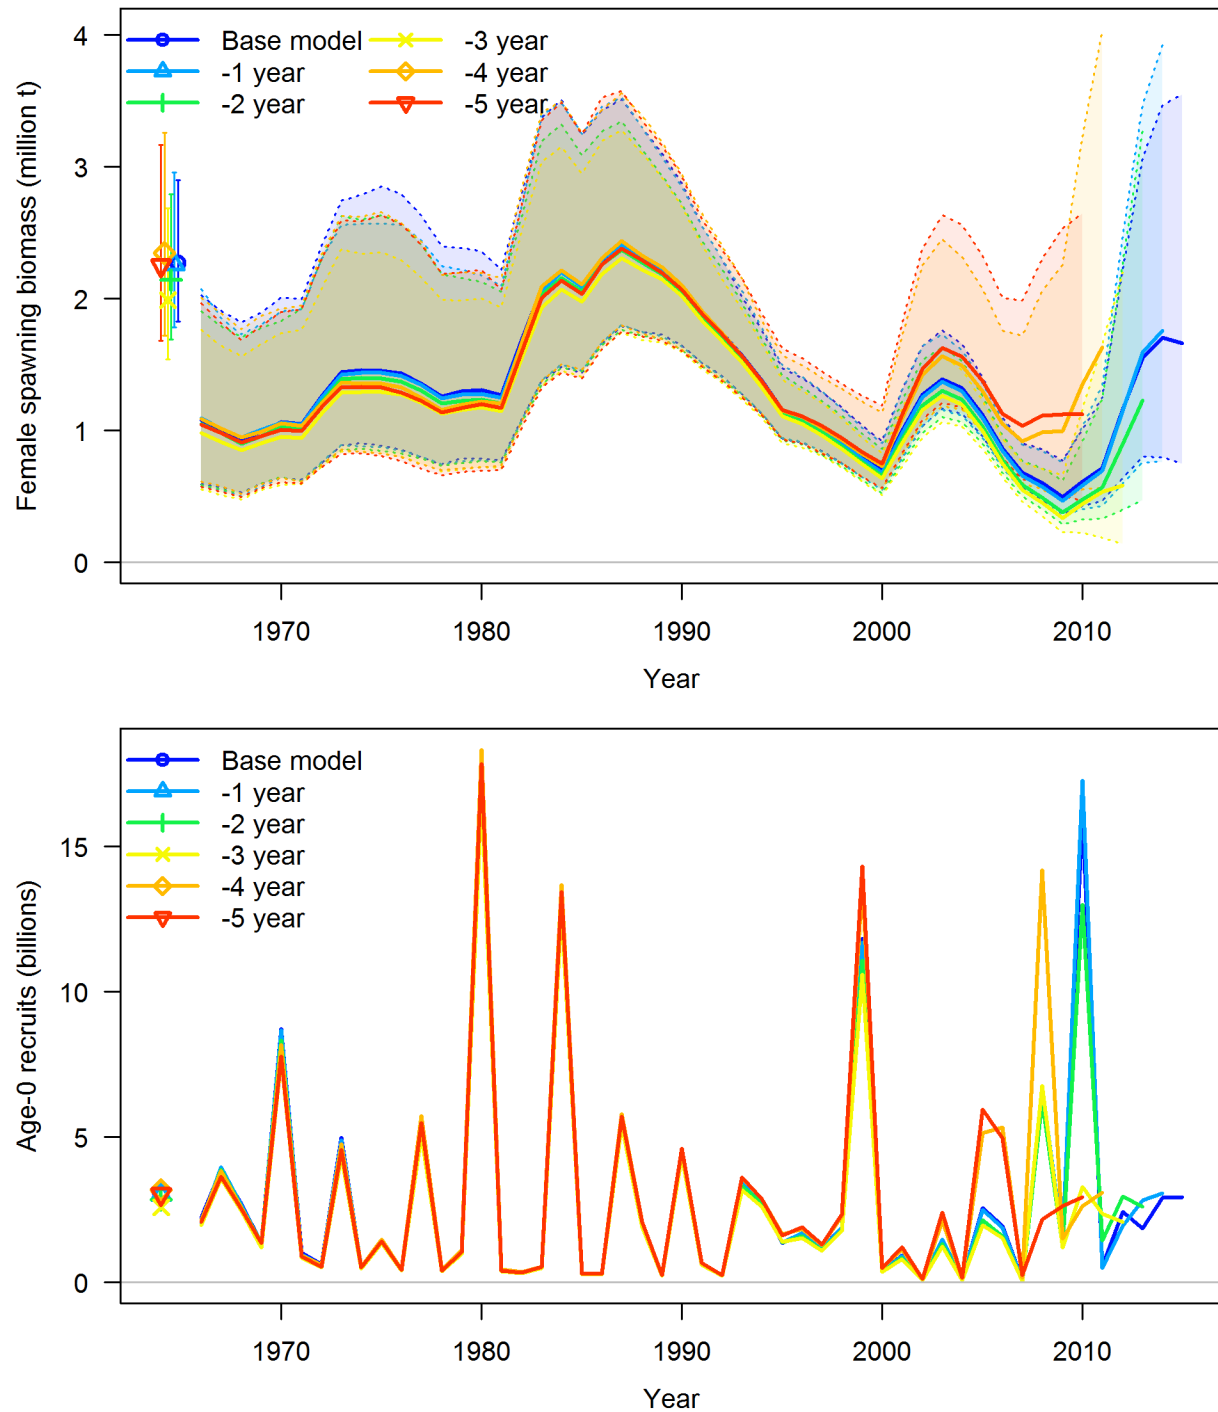 Female spawning biomass (million t)
4
3
2
1
0
Base model
-1 year
-2 year
-3 year
-4 year
-5 year
1970 1980 1990 2000 2010
Year
Age-0 recruits (billions)
15
10
5
0
Base model
-1 year
-2 year
-3 year
-4 year
-5 year
1970 1980 1990 2000 2010
Year